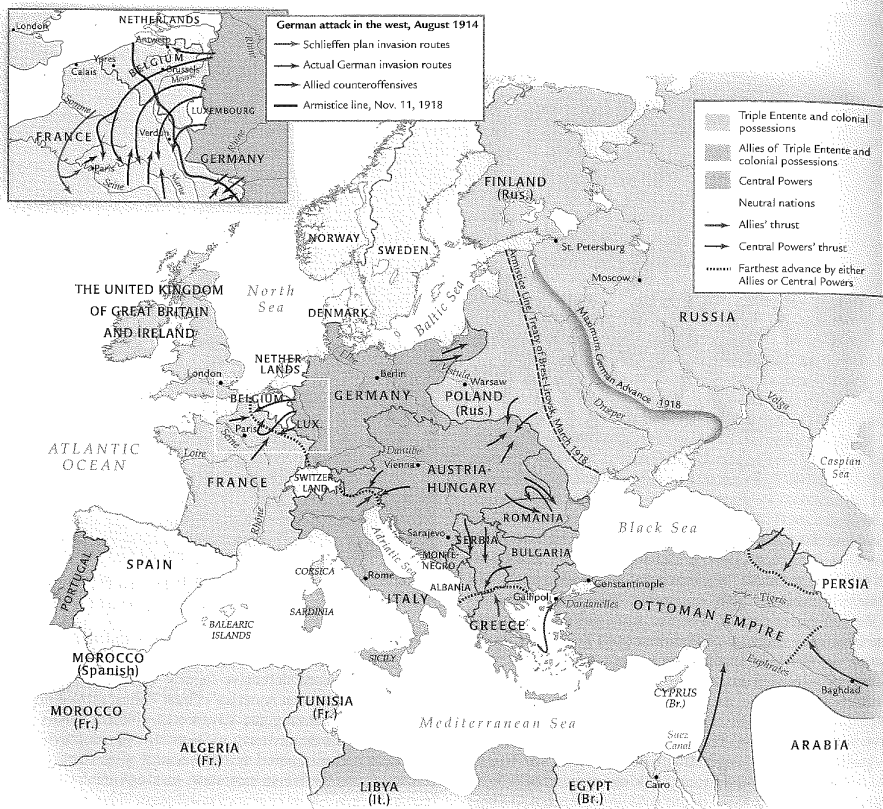 London
NETHERLANDS
Antwerp
Ypres
BELGIUM
Calais
Brussels
Meuse
Rhine
Somme
LUXEMBOURG
FRANCE
Verdun
Rhine
GERMANY
Paris
Seine
Marne
German attack in the west, August 1914
Schlieffen plan invasion routes
Actual German invasion routes
Allied counteroffensives
Armistice line, Nov. 11, 1918
Triple Entente and colonial
possessions
Allies of Triple Entente and
colonial possessions
Central Powers
Neutral nations
Allies' thrust
Central Powers' thrust
Farthest advance by either
Allies or Central Powers
FINLAND
(Rus.)
NORWAY
SWEDEN
St. Petersburg
Moscow
RUSSIA
THE UNITED KINGDOM
OF GREAT BRITAIN
AND IRELAND
North
Sea
DENMARK
Baltic Sea
Armistice Line, Treaty of Brest-Litovsk, March 1918
Maximum German Advance 1918
London
NETHER
LANDS
Elbe
Berlin
GERMANY
Vistula
Warsaw
POLAND
(Rus.)
Dnieper
Volga
BELGIUM
LUX.
Paris
Seine
ATLANTIC
OCEAN
Loire
Danube
Vienna
AUSTRIA-
HUNGARY
Caspian
Sea
FRANCE
SWITZER
LAND
Rhône
ROMANIA
Black Sea
Sarajevo
SERBIA
Adriatic Sea
MONTE-
NEGRO
BULGARIA
SPAIN
PORTUGAL
CORSICA
Rome
ITALY
ALBANIA
Gallipoli
Constantinople
Dardanelles
PERSIA
Tigris
OTTOMAN EMPIRE
SARDINIA
BALEARIC
ISLANDS
GREECE
Euphrates
MOROCCO
(Spanish)
SICILY
Baghdad
MOROCCO
(Fr.)
TUNISIA
(Fr.)
CYPRUS
(Br.)
Mediterranean Sea
ALGERIA
(Fr.)
Suez
Canal
ARABIA
LIBYA
(It.)
EGYPT
(Br.)
Cairo